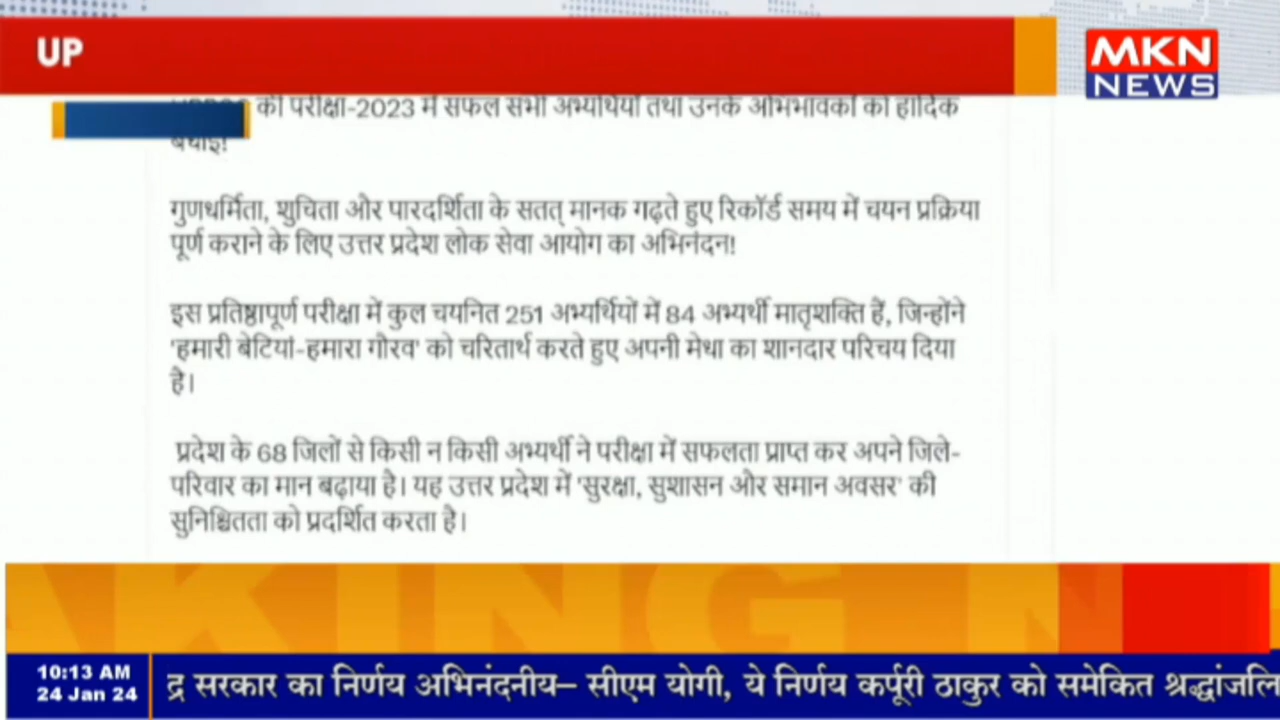 UP
MKN
NEWS
की परीक्षा-2023 में सफल सभी अभ्यर्थियों तथा उनके अभिभावकों को हार्दिक
बधाई!
गुणधर्मिता, शुचिता और पारदर्शिता के सतत् मानक गढ़ते हुए रिकॉर्ड समय में चयन प्रक्रिया
पूर्ण कराने के लिए उत्तर प्रदेश लोक सेवा आयोग का अभिनंदन!
इस प्रतिष्ठापूर्ण परीक्षा में कुल चयनित 251 अभ्यर्थियों में 84 अभ्यर्थी मातृशक्ति हैं, जिन्होंने
'हमारी बेटियां-हमारा गौरव' को चरितार्थ करते हुए अपनी मेधा का शानदार परिचय दिया
है।
प्रदेश के 68 जिलों से किसी न किसी अभ्यर्थी ने परीक्षा में सफलता प्राप्त कर अपने जिले-
परिवार का मान बढ़ाया है। यह उत्तर प्रदेश में 'सुरक्षा, सुशासन और समान अवसर' की
सुनिश्चितता को प्रदर्शित करता है।
AKING N
10:13 AM
24 Jan 24
द्र सरकार का निर्णय अभिनंदनीय– सीएम योगी, ये निर्णय कर्पूरी ठाकुर को समेकित श्रद्धांजलि